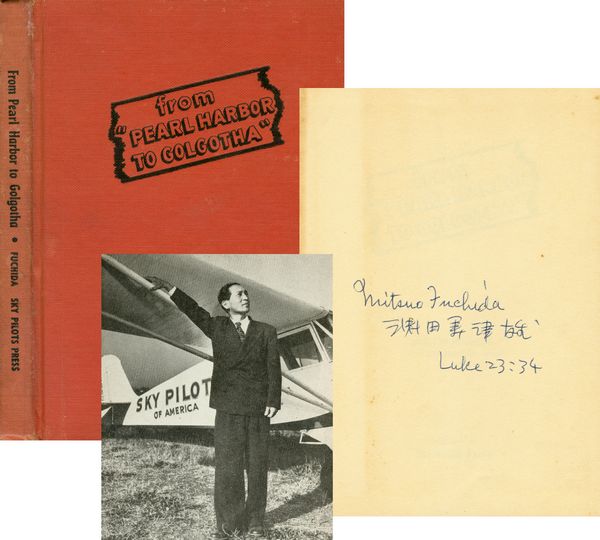 From Pearl Harbor to Golgotha • FUCHIDA SKY PILOTS PRESS
from
"PEARL HARBOR
TO GOLGOTHA"
SKY PILOT
OF AMERICA
Mitsuo Fuchida
淵田美津雄
Luke 23:34